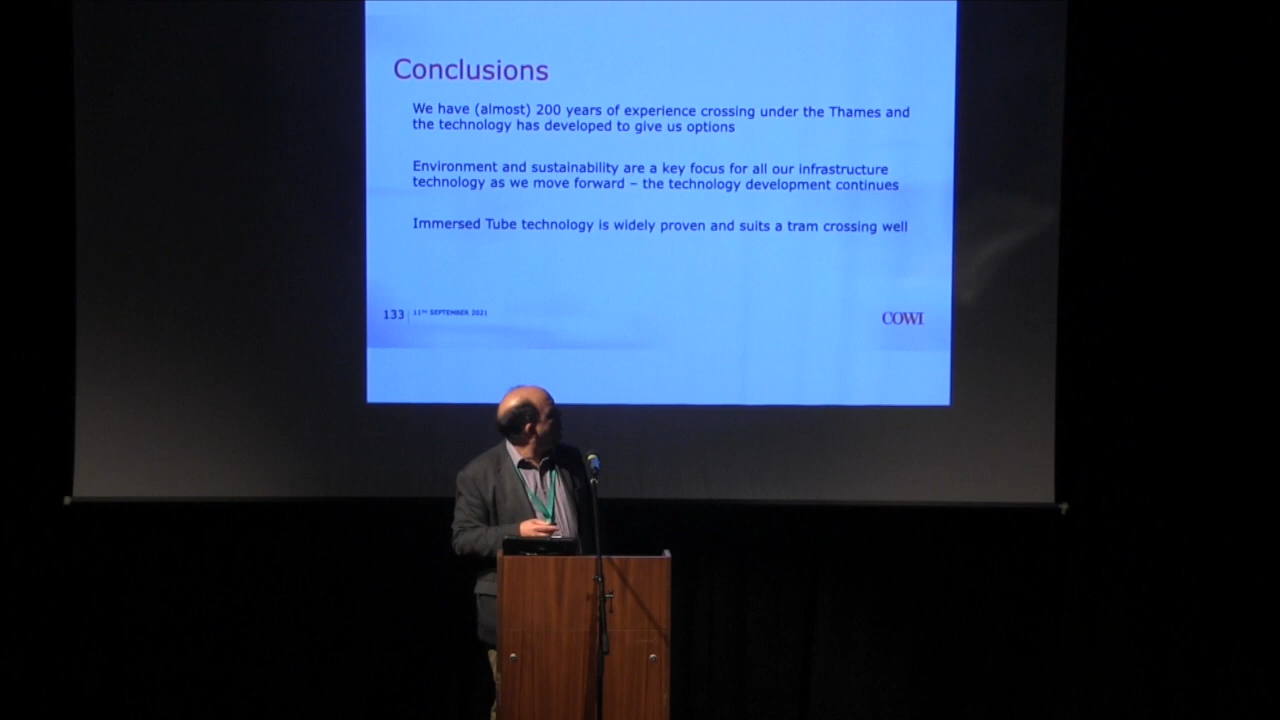 Conclusions
We have (almost) 200 years of experience crossing under the Thames and
the technology has developed to give us options
Environment and sustainability are a key focus for all our infrastructure
technology as we move forward – the technology development continues
Immersed Tube technology is widely proven and suits a tram crossing well
133 11TH SEPTEMBER 2021
COWI